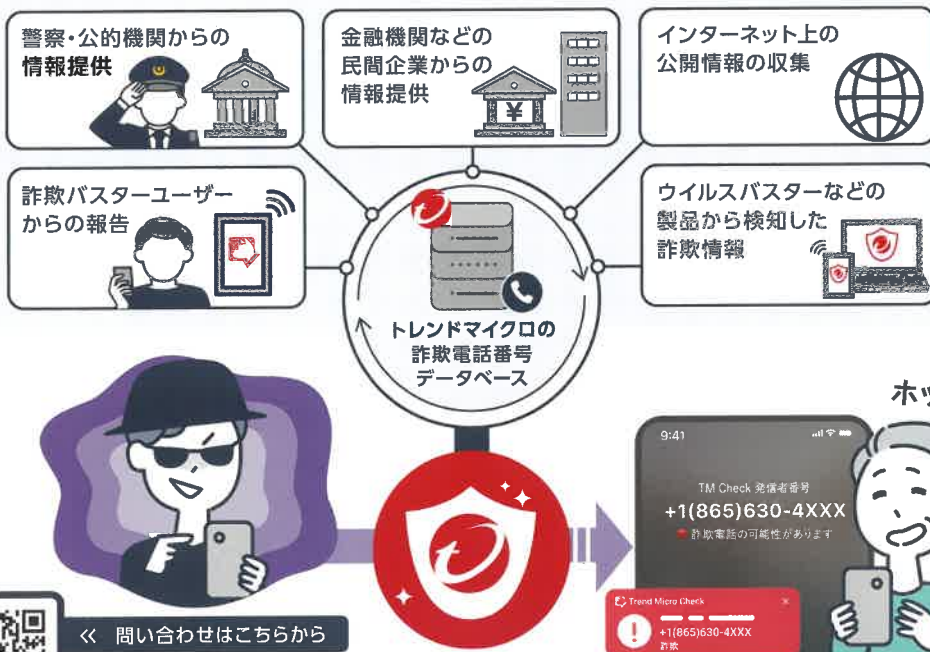 警察・公的機関からの
情報提供
金融機関などの
民間企業からの
情報提供
¥
インターネット上の
公開情報の収集
詐欺バスターユーザー
からの報告
ウイルスバスターなどの
製品から検知した
詐欺情報
トレンドマイクロの
詐欺電話番号
データベース
ホッ
9:41
TM Check 発信者番号
+1(865)630-4XXX
詐欺電話の可能性があります
Trend Micro Check
×
!
+1(865)630-4XXX
詐欺
« 問い合わせはこちらから